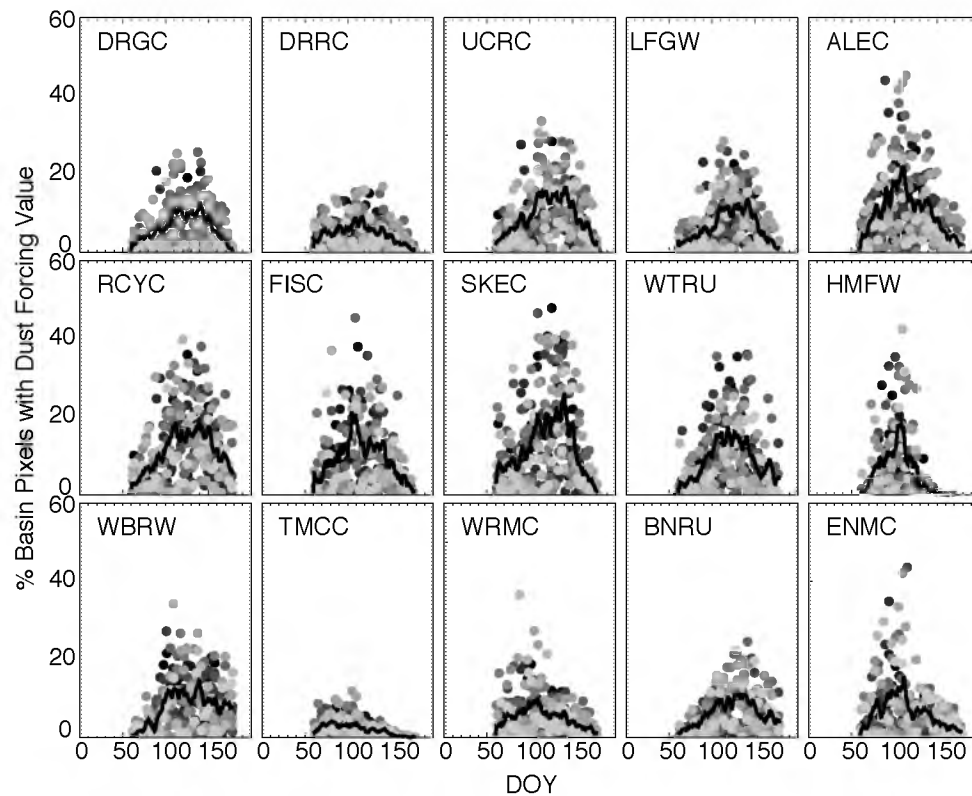 60 DRGC DRRC UCRC LFGW ALEC
40
20
0
60 RCYC FISC SKEC WTRU HMFW
40
20
0
60 WBRW TMCC WRMC BNRU ENMC
40
20
0
0 50 100 150 0 50 100 150 0 50 100 150 0 50 100 150 0 50 100 150
DOY
% Basin Pixels with Dust Forcing Value